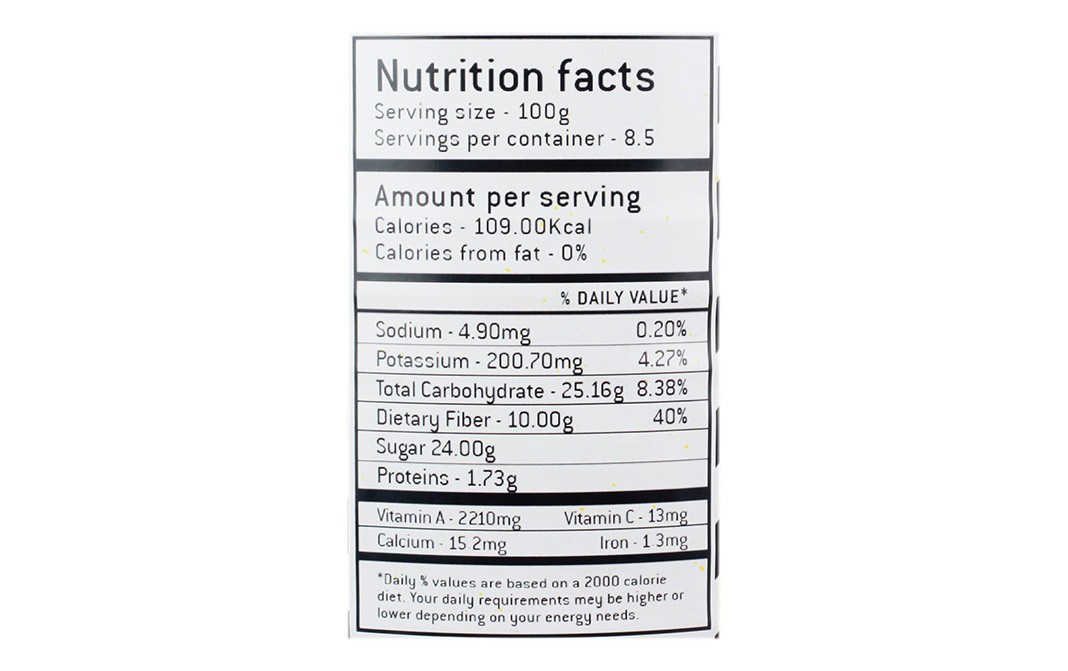 Nutrition facts
Serving size - 100g
Servings per container - 8.5
Amount per serving
Calories - 109.00Kcal
Calories from fat - 0%
% DAILY VALUE*
Sodium - 4.90mg 0.20%
Potassium - 200.70mg 4.27%
Total Carbohydrate - 25.16g 8.38%
Dietary Fiber - 10.00g 40%
Sugar 24.00g
Proteins - 1.73g
Vitamin A - 2210mg Vitamin C - 13mg
Calcium - 15.2mg Iron - 1.3mg
*Daily % values are based on a 2000 calorie
diet. Your daily requirements mey be higher or
lower depending on your energy needs.